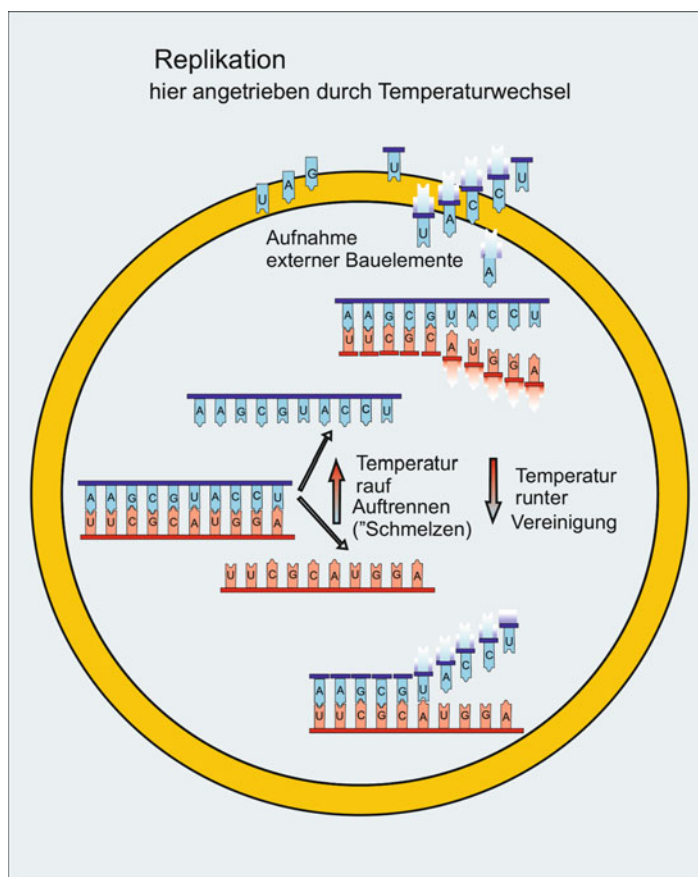 Replikation
hier angetrieben durch Temperaturwechsel
U A G U U A C C U
Aufnahme
externer Bauelemente
A
A A G C G U A C C U
U U C G C A U G G A
A A G C G U A C C U
Temperatur
rauf
Auftrennen
("Schmelzen)
Temperatur
runter
Vereinigung
A A G C G U A C C U
U U C G C A U G G A
U U C G C A U G G A
A A G C G U A C C U
U U C G C A U G G A